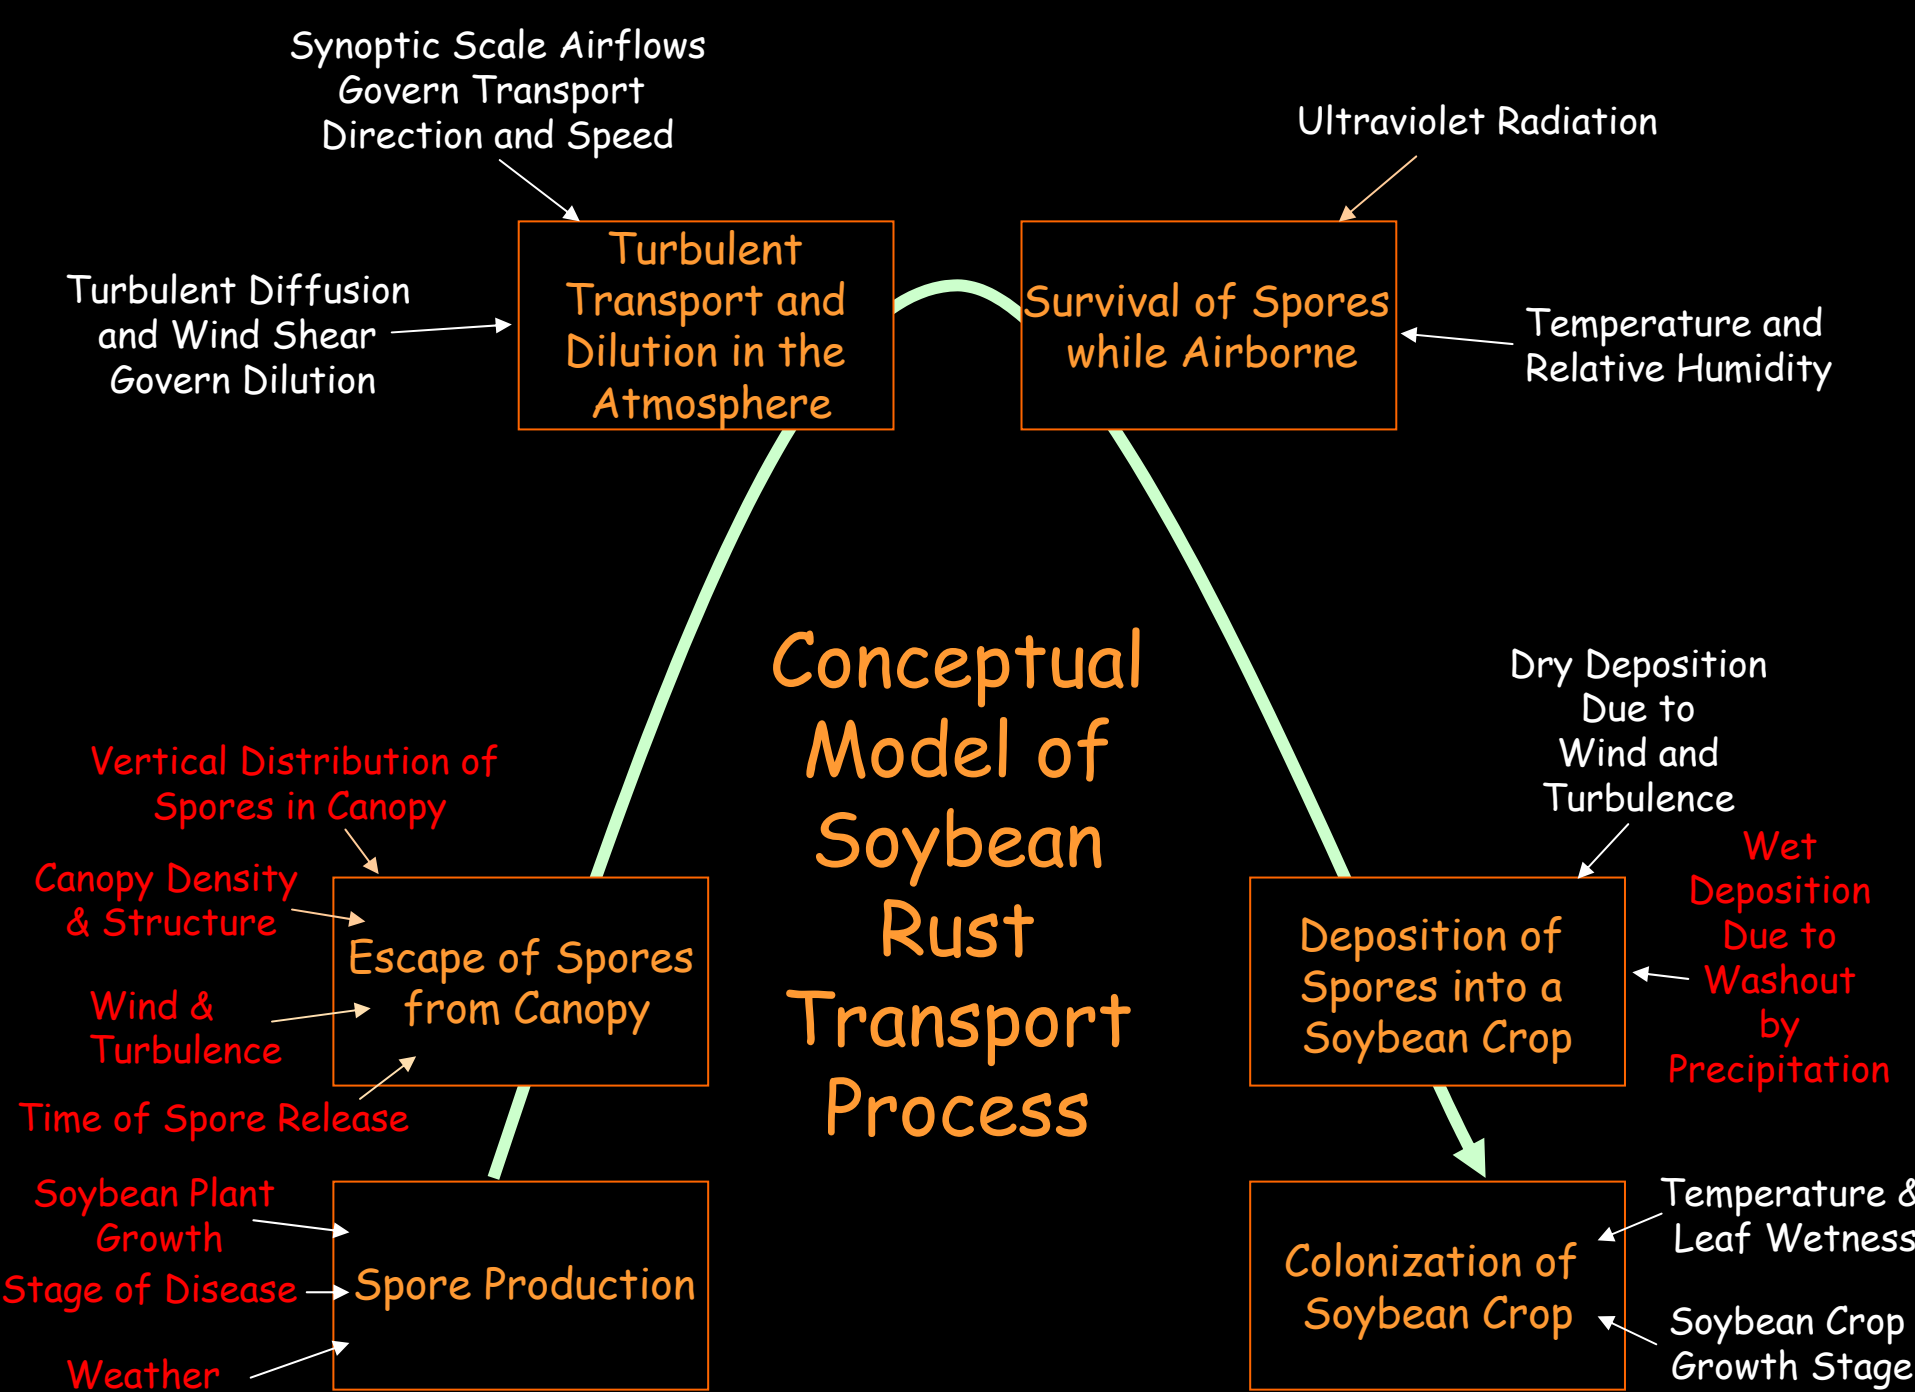 Synoptic Scale Airflows
Govern Transport
Direction and Speed
Ultraviolet Radiation
Turbulent Diffusion
and Wind Shear
Govern Dilution
Turbulent
Transport and
Dilution in the
Atmosphere
Survival of Spores
while Airborne
Temperature and
Relative Humidity
Conceptual
Model of
Soybean
Rust
Transport
Process
Vertical Distribution of
Spores in Canopy
Canopy Density
& Structure
Wind &
Turbulence
Time of Spore Release
Escape of Spores
from Canopy
Dry Deposition
Due to
Wind and
Turbulence
Wet
Deposition
Due to
Washout
by
Precipitation
Deposition of
Spores into a
Soybean Crop
Soybean Plant
Growth
Stage of Disease
Weather
Spore Production
Colonization of
Soybean Crop
Temperature &
Leaf Wetness
Soybean Crop
Growth Stage